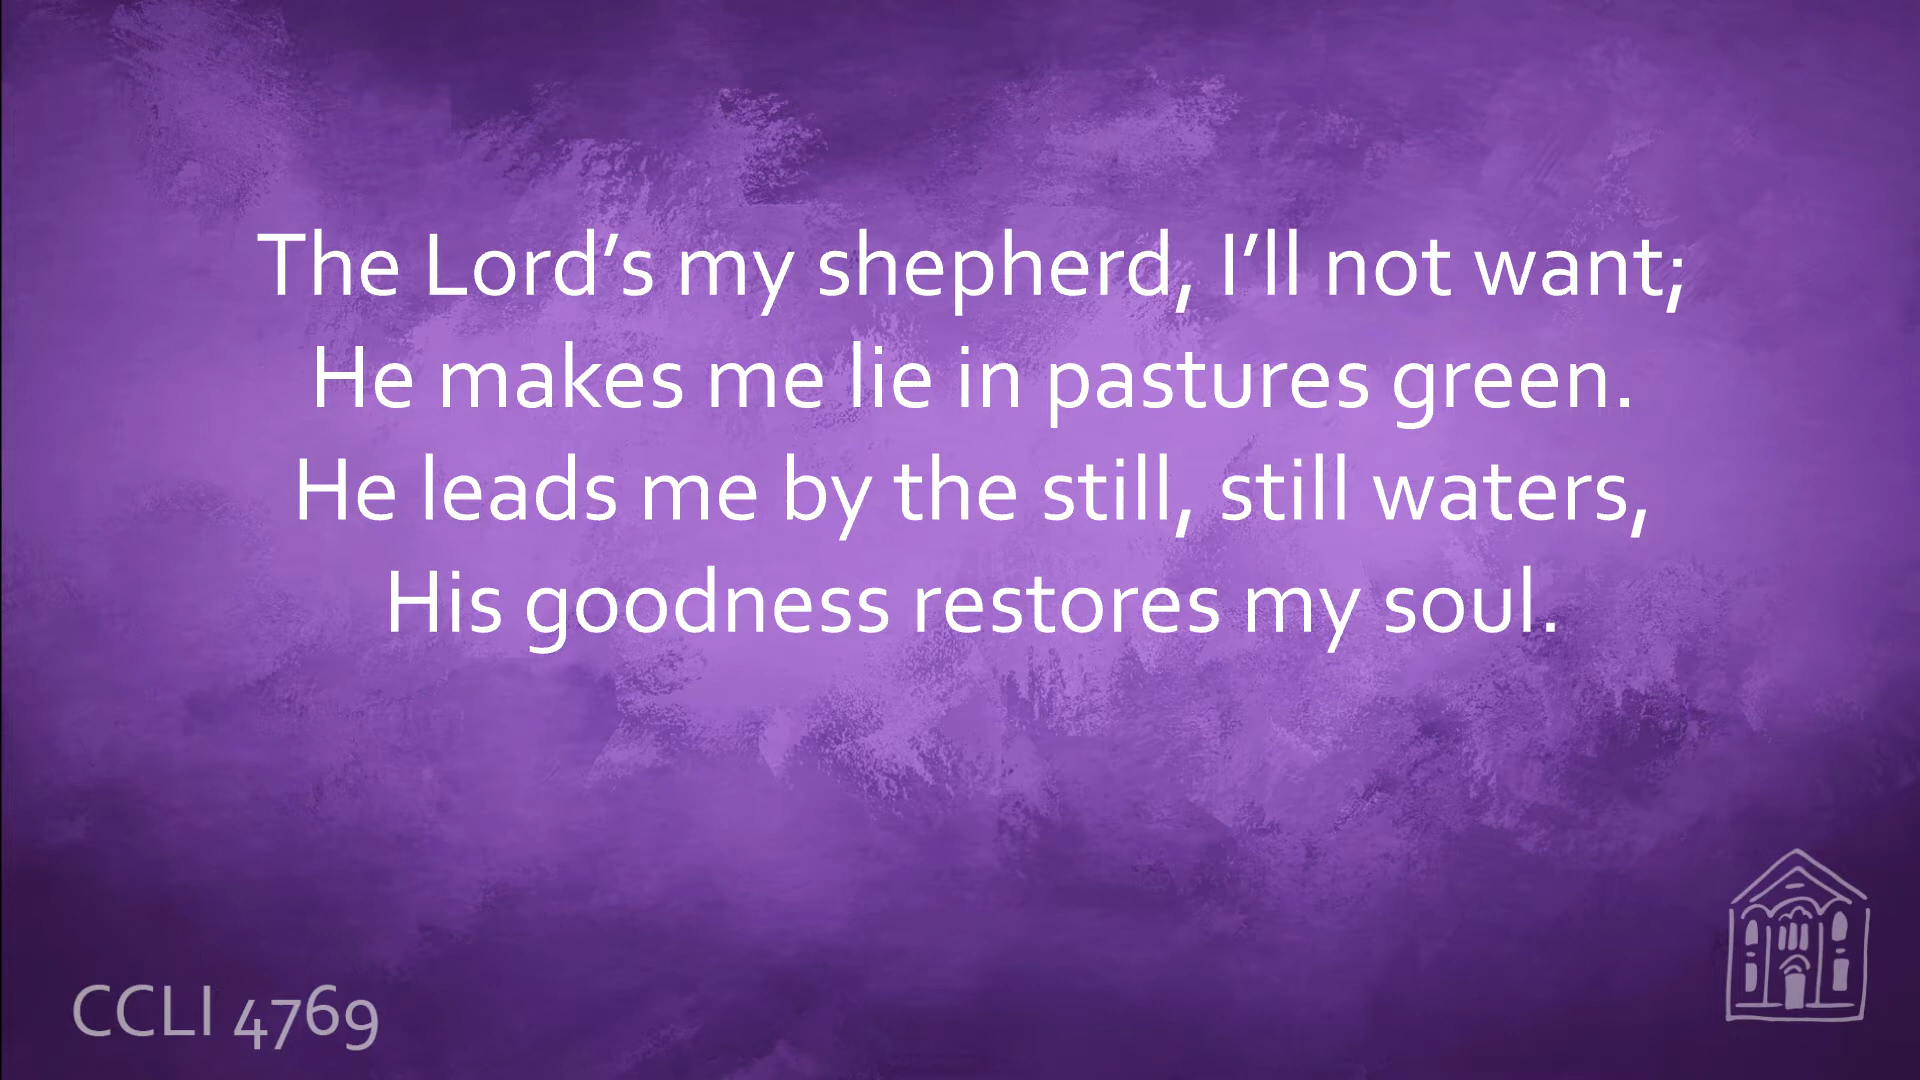 The Lord’s my shepherd, I’ll not want;
He makes me lie in pastures green.
He leads me by the still, still waters,
His goodness restores my soul.
CCLI 4769